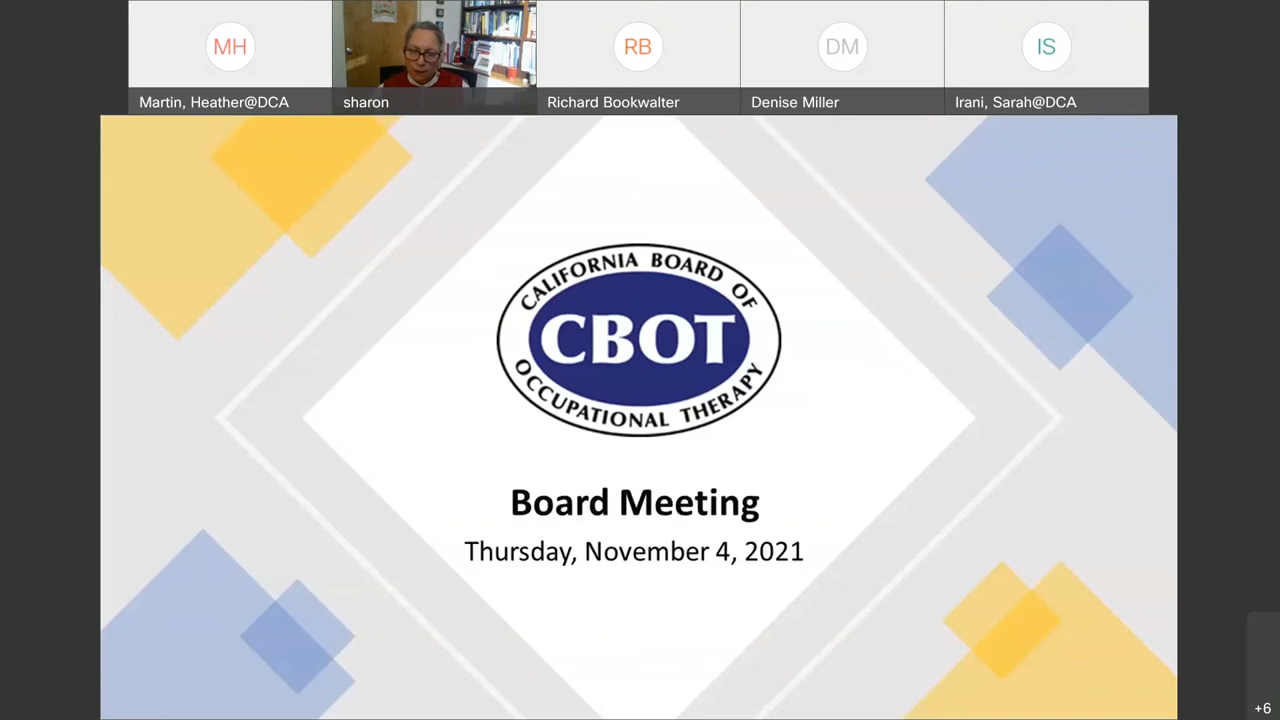 MH
RB
DM
IS
Martin, Heather@DCA
sharon
Richard Bookwalter
Denise Miller
Irani, Sarah@DCA
CALIFORNIA BOARD OF
CBOT
OCCUPATIONAL THERAPY
Board Meeting
Thursday, November 4, 2021
+6